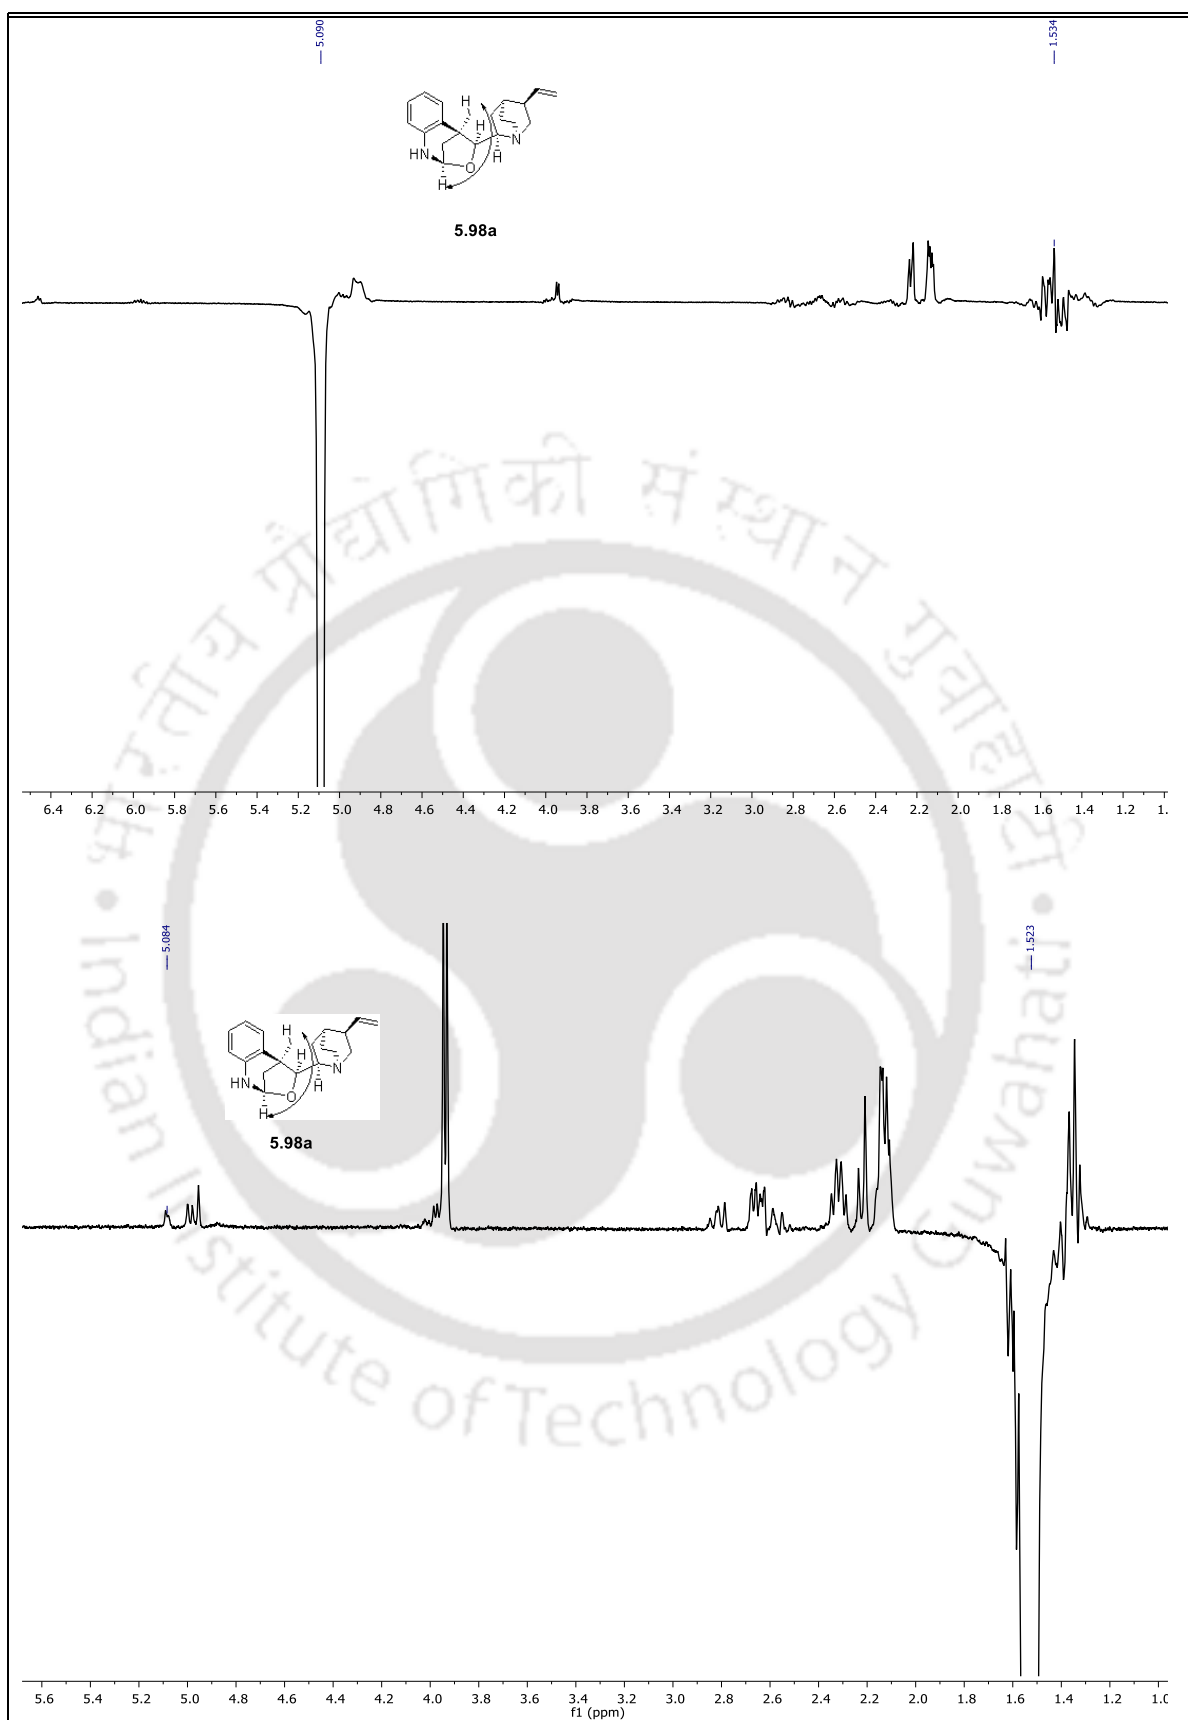 5.090
1.534
H
H
N
HN
O
H
H
5.98a
6.4 6.2 6.0 5.8 5.6 5.4 5.2 5.0 4.8 4.6 4.4 4.2 4.0 3.8 3.6 3.4 3.2 3.0 2.8 2.6 2.4 2.2 2.0 1.8 1.6 1.4 1.2 1.
भारतीय प्रौद्योगिकी संस्थान गुवाहाटी
Indian Institute of Technology Guwahati
5.084
1.523
H
H
N
HN
O
H
H
5.98a
5.6 5.4 5.2 5.0 4.8 4.6 4.4 4.2 4.0 3.8 3.6 3.4 3.2 3.0 2.8 2.6 2.4 2.2 2.0 1.8 1.6 1.4 1.2 1.0
f1 (ppm)